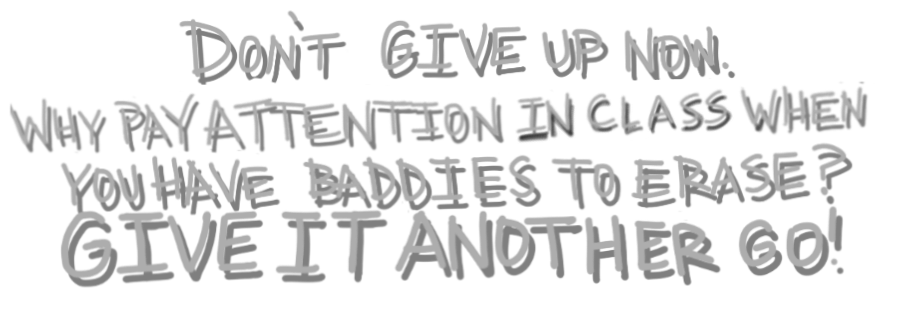 DON'T GIVE UP NOW.
WHY PAY ATTENTION IN CLASS WHEN
YOU HAVE BADDIES TO ERASE?
GIVE IT ANOTHER GO!